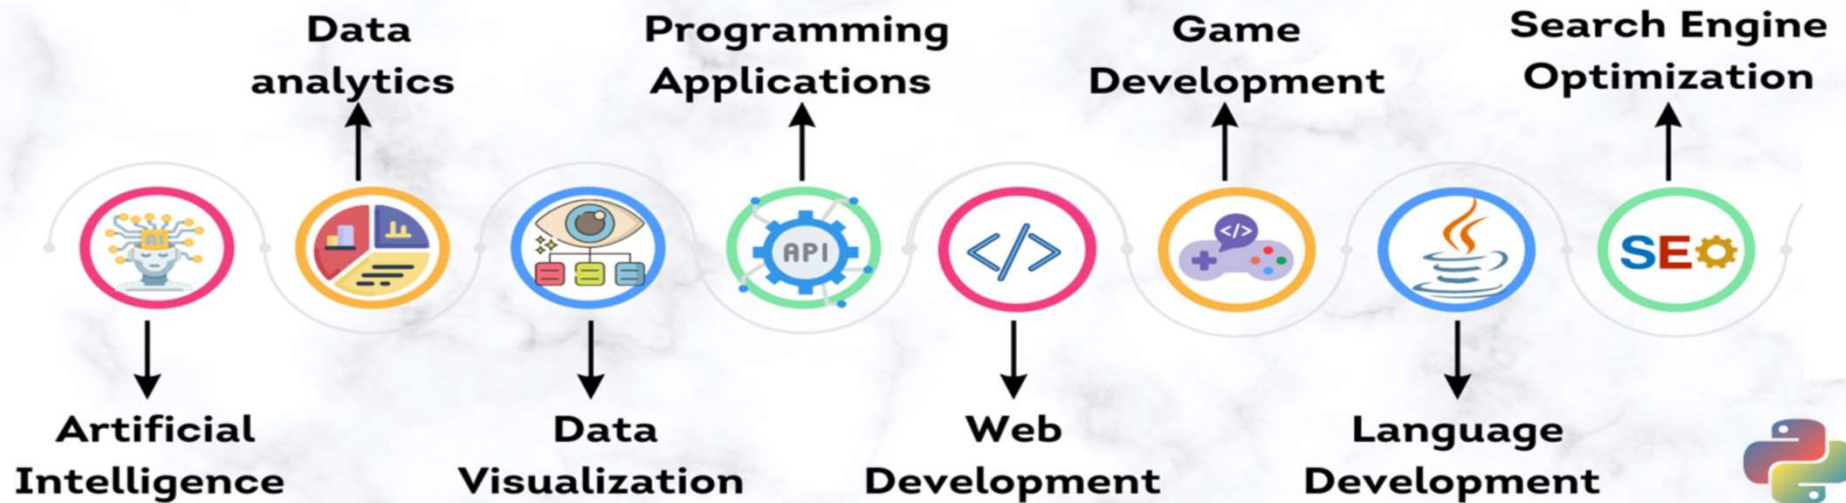 Data
analytics
Programming
Applications
Game
Development
Search Engine
Optimization
AI
API
</>
</>
SEO
Artificial
Intelligence
Data
Visualization
Web
Development
Language
Development